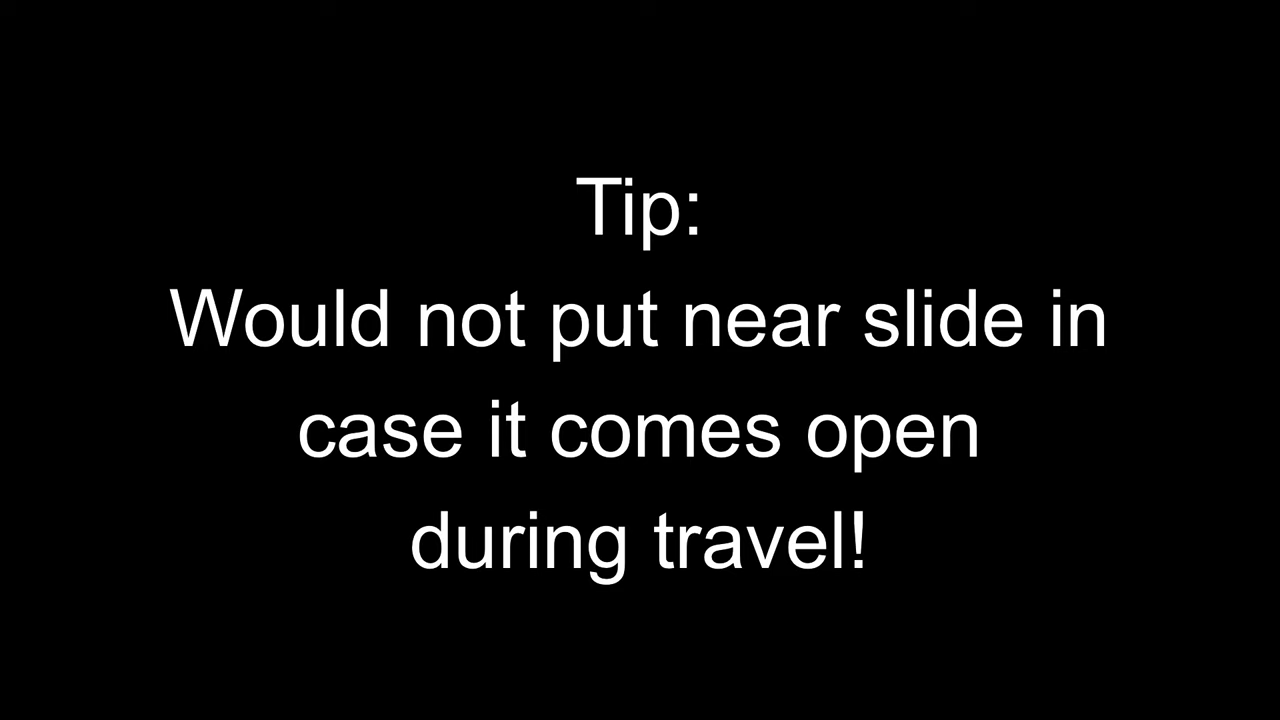 Tip:
Would not put near slide in
case it comes open
during travel!